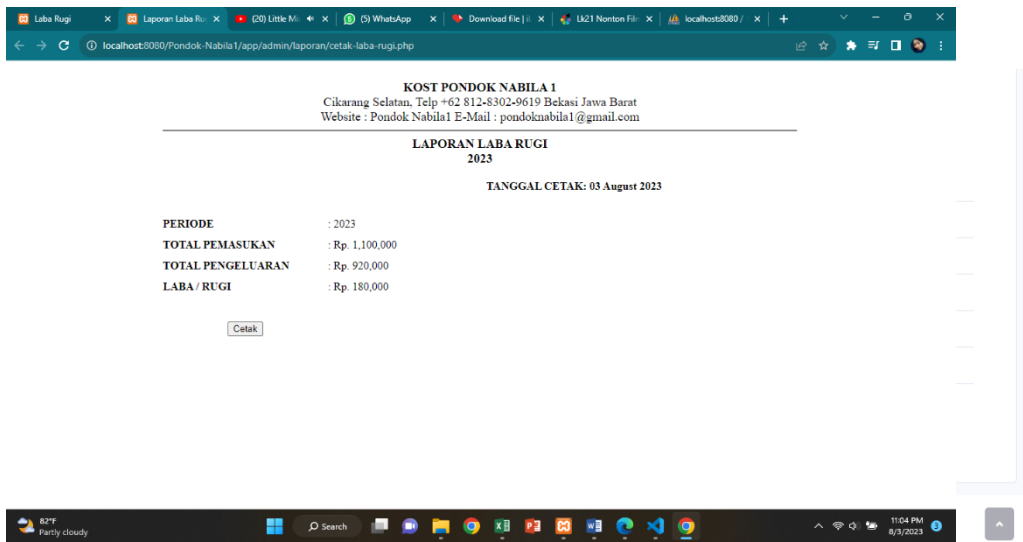 Laba Rugi
Laporan Laba Ru
(20) Little Mi
(5) WhatsApp
Download file | i
Lk21 Nonton Film
localhost:8080 /
localhost:8080/Pondok-Nabila1/app/admin/laporan/cetak-laba-rugi.php
KOST PONDOK NABILA 1
Cikarang Selatan, Telp +62 812-8302-9619 Bekasi Jawa Barat
Website : Pondok Nabila1 E-Mail : pondoknabila1@gmail.com
LAPORAN LABA RUGI
2023
TANGGAL CETAK: 03 August 2023
PERIODE : 2023
TOTAL PEMASUKAN : Rp. 1,100,000
TOTAL PENGELUARAN : Rp. 920,000
LABA / RUGI : Rp. 180,000
Cetak
82°F
Partly cloudy
Search
11:04 PM
8/3/2023
3